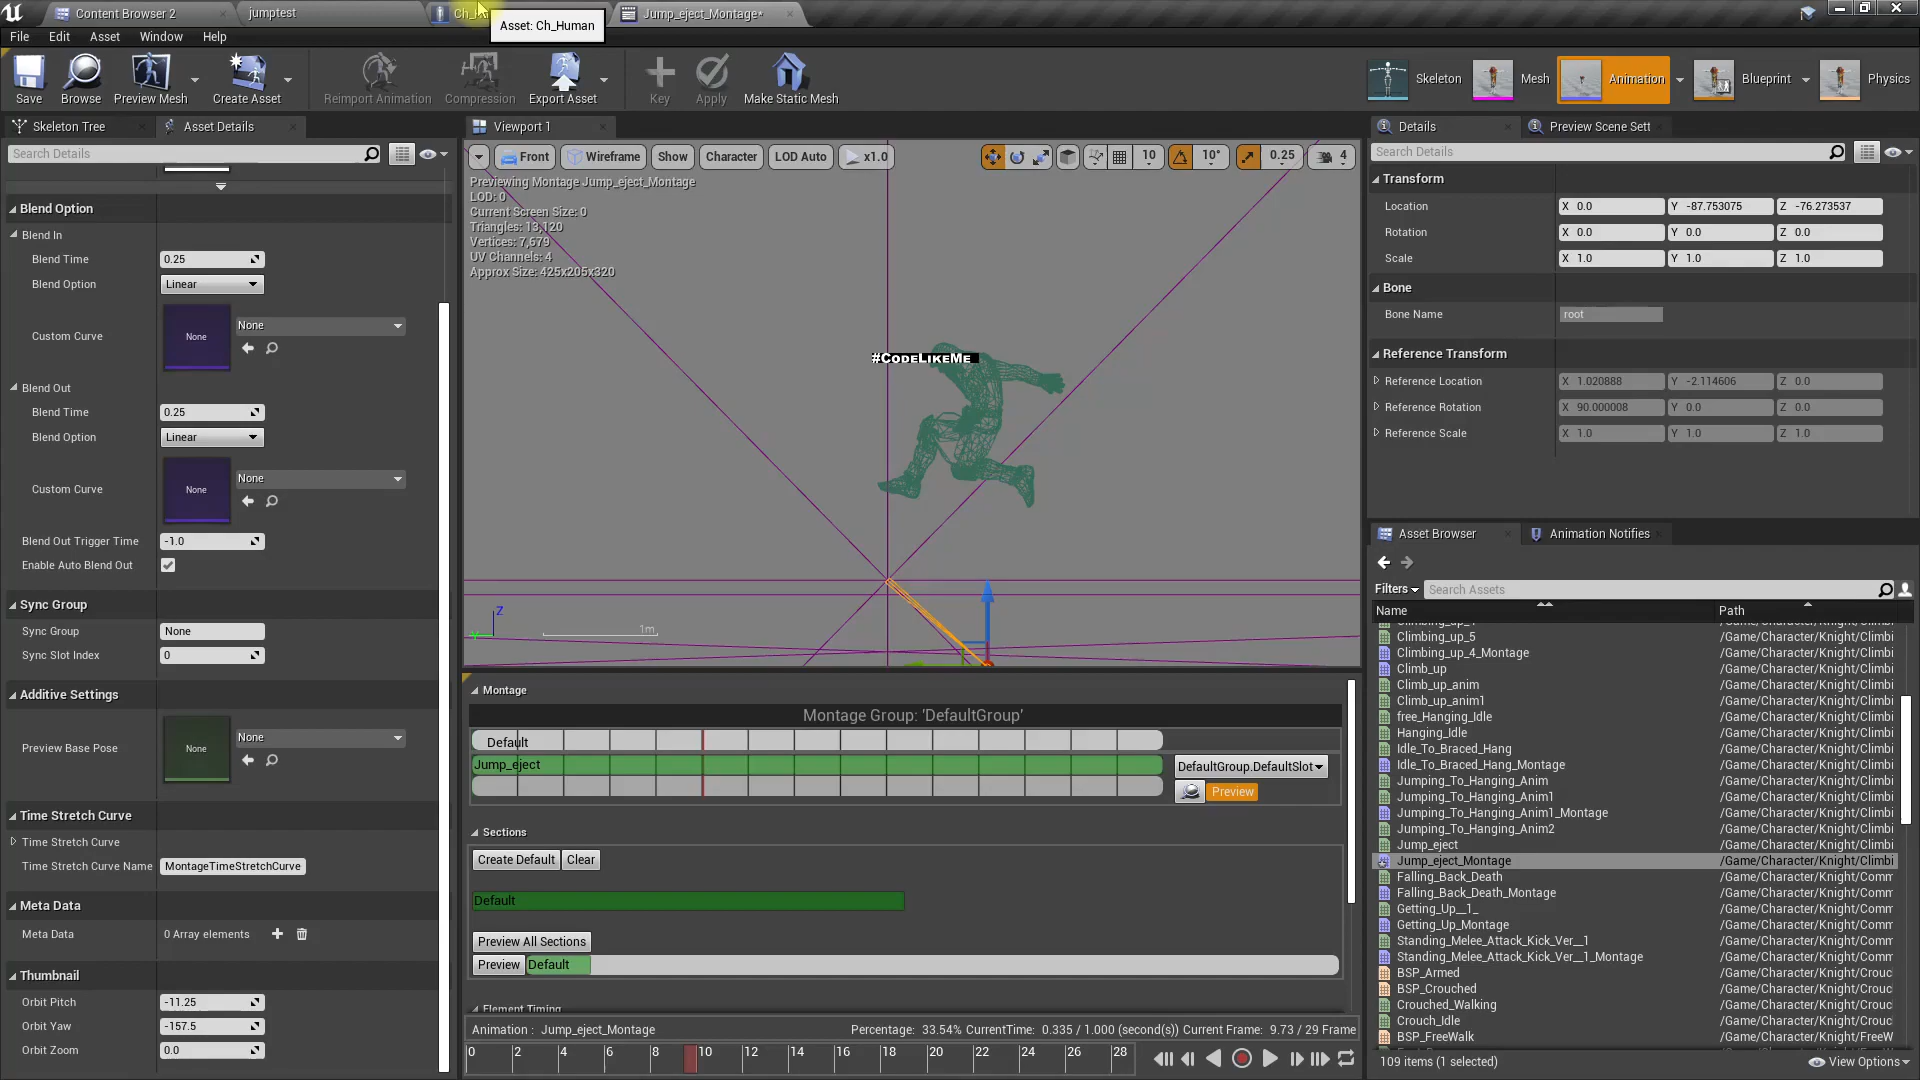 Content Browser 2
jumptest
Ch_
Asset: Ch_Human
Jump_eject_Montage*
File
Edit
Asset
Window
Help
Save
Browse
Preview Mesh
Create Asset
Reimport Animation
Compression
Export Asset
Key
Apply
Make Static Mesh
Skeleton
Mesh
Animation
Blueprint
Physics
Skeleton Tree
Asset Details
Search Details
Blend Option
Blend In
Blend Time 0.25
Blend Option Linear
Custom Curve None None
Blend Out
Blend Time 0.25
Blend Option Linear
Custom Curve None None
Blend Out Trigger Time -1.0
Enable Auto Blend Out
Sync Group
Sync Group None
Sync Slot Index 0
Additive Settings
Preview Base Pose None None
Time Stretch Curve
Time Stretch Curve
Time Stretch Curve Name MontageTimeStretchCurve
Meta Data
Meta Data 0 Array elements
Thumbnail
Orbit Pitch -11.25
Orbit Yaw -157.5
Orbit Zoom 0.0
Viewport 1
Front Wireframe Show Character LOD Auto x1.0 10 10° 0.25 4
Previewing Montage Jump_eject_Montage
LOD: 0
Current Screen Size: 0
Triangles: 13,120
Vertices: 7,679
UV Channels: 4
Approx Size: 425x205x320
#CodeLikeMe
Z
Y
1m
Montage
Montage Group: 'DefaultGroup'
Default
Jump_eject
DefaultGroup.DefaultSlot
Preview
Sections
Create Default Clear
Default
Preview All Sections
Preview Default
Element Timing
Animation : Jump_eject_Montage Percentage: 33.54% CurrentTime: 0.335 / 1.000 (second(s)) Current Frame: 9.73 / 29 Frame
0 2 4 6 8 10 12 14 16 18 20 22 24 26 28
Details
Preview Scene Sett
Search Details
Transform
Location X 0.0 Y -87.753075 Z -76.273537
Rotation X 0.0 Y 0.0 Z 0.0
Scale X 1.0 Y 1.0 Z 1.0
Bone
Bone Name root
Reference Transform
Reference Location X 1.020888 Y -2.114606 Z 0.0
Reference Rotation X 90.000008 Y 0.0 Z 0.0
Reference Scale X 1.0 Y 1.0 Z 1.0
Asset Browser
Animation Notifies
Filters Search Assets
Name Path
Climbing_up_5 /Game/Character/Knight/Climbi
Climbing_up_4_Montage /Game/Character/Knight/Climbi
Climb_up /Game/Character/Knight/Climbi
Climb_up_anim /Game/Character/Knight/Climbi
Climb_up_anim1 /Game/Character/Knight/Climbi
free_Hanging_Idle /Game/Character/Knight/Climbi
Hanging_Idle /Game/Character/Knight/Climbi
Idle_To_Braced_Hang /Game/Character/Knight/Climbi
Idle_To_Braced_Hang_Montage /Game/Character/Knight/Climbi
Jumping_To_Hanging_Anim /Game/Character/Knight/Climbi
Jumping_To_Hanging_Anim1 /Game/Character/Knight/Climbi
Jumping_To_Hanging_Anim1_Montage /Game/Character/Knight/Climbi
Jumping_To_Hanging_Anim2 /Game/Character/Knight/Climbi
Jump_eject /Game/Character/Knight/Climbi
Jump_eject_Montage /Game/Character/Knight/Climbi
Falling_Back_Death /Game/Character/Knight/Comm
Falling_Back_Death_Montage /Game/Character/Knight/Comm
Getting_Up__1_ /Game/Character/Knight/Comm
Getting_Up_Montage /Game/Character/Knight/Comm
Standing_Melee_Attack_Kick_Ver__1 /Game/Character/Knight/Comm
Standing_Melee_Attack_Kick_Ver__1_Montage /Game/Character/Knight/Comm
BSP_Armed /Game/Character/Knight/Crouc
BSP_Crouched /Game/Character/Knight/Crouc
Crouched_Walking /Game/Character/Knight/Crouc
Crouch_Idle /Game/Character/Knight/Crouc
BSP_FreeWalk /Game/Character/Knight/FreeW
109 items (1 selected)
View Options